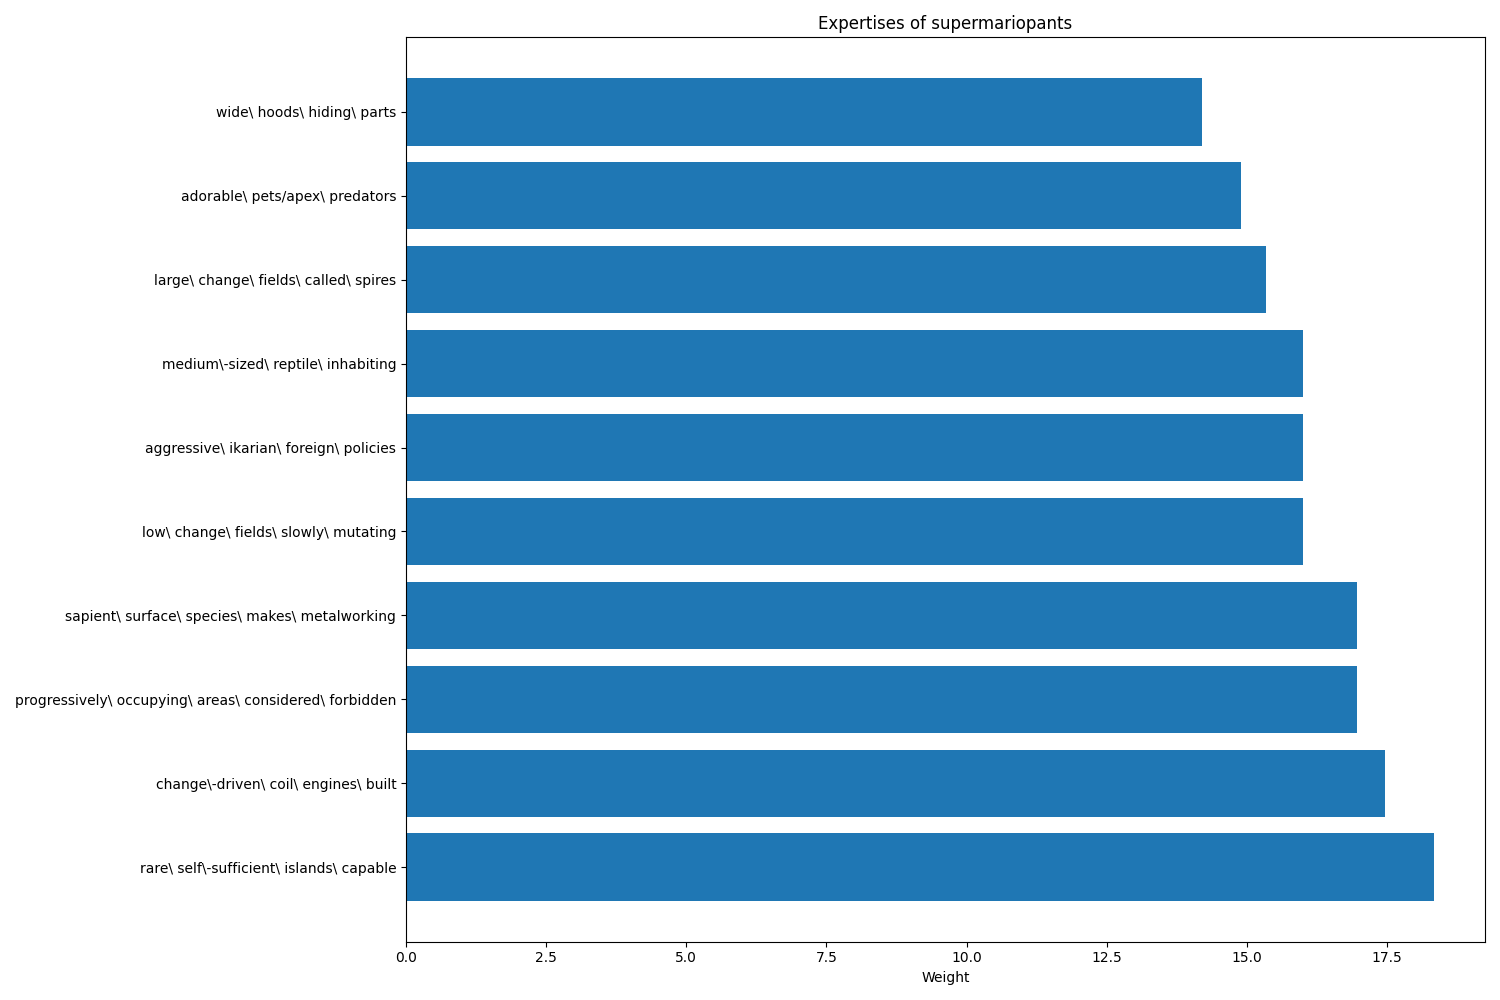 Expertises of supermariopants
wide\ hoods\ hiding\ parts
adorable\ pets/apex\ predators
large\ change\ fields\ called\ spires
medium\-sized\ reptile\ inhabiting
aggressive\ ikarian\ foreign\ policies
low\ change\ fields\ slowly\ mutating
sapient\ surface\ species\ makes\ metalworking
progressively\ occupying\ areas\ considered\ forbidden
change\-driven\ coil\ engines\ built
rare\ self\-sufficient\ islands\ capable
0.0 2.5 5.0 7.5 10.0 12.5 15.0 17.5
Weight